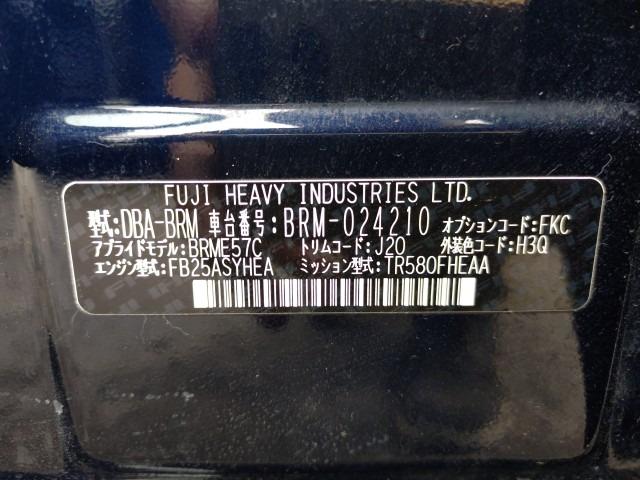 FUJI HEAVY INDUSTRIES LTD.
型式:DBA-BRM 車台番号:BRM-024210 オプションコード:FKC
アプライドモデル:BRME57C トリムコード:J20 外装色コード:H3Q
エンジン型式:FB25ASYHEA ミッション型式:TR580FHEAA